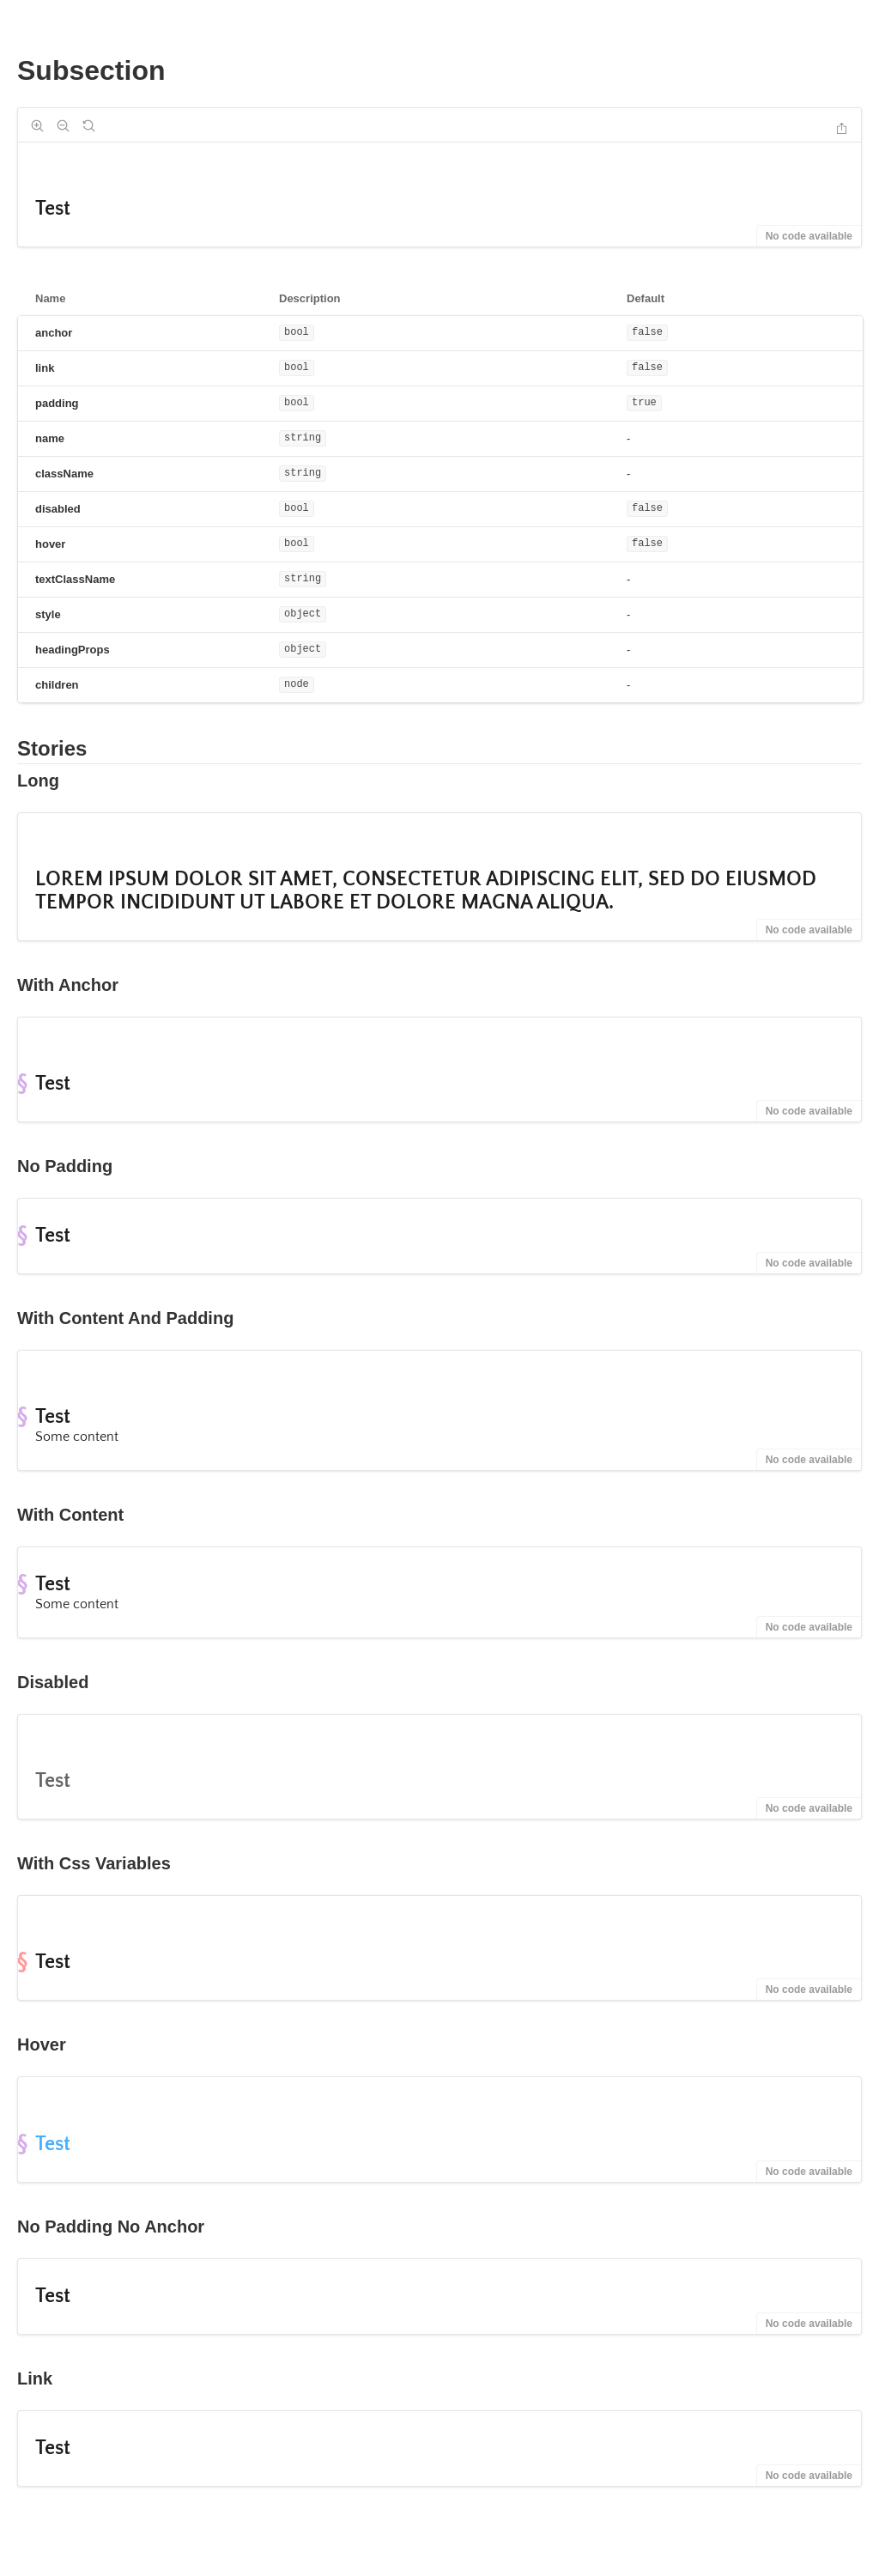 Subsection
Test
No code available
Name Description Default
anchor bool false
link bool false
padding bool true
name string -
className string -
disabled bool false
hover bool false
textClassName string -
style object -
headingProps object -
children node -
Stories
Long
LOREM IPSUM DOLOR SIT AMET, CONSECTETUR ADIPISCING ELIT, SED DO EIUSMOD
TEMPOR INCIDIDUNT UT LABORE ET DOLORE MAGNA ALIQUA.
No code available
With Anchor
§ Test
No code available
No Padding
§ Test
No code available
With Content And Padding
§ Test
Some content
No code available
With Content
§ Test
Some content
No code available
Disabled
Test
No code available
With Css Variables
§ Test
No code available
Hover
§ Test
No code available
No Padding No Anchor
Test
No code available
Link
Test
No code available